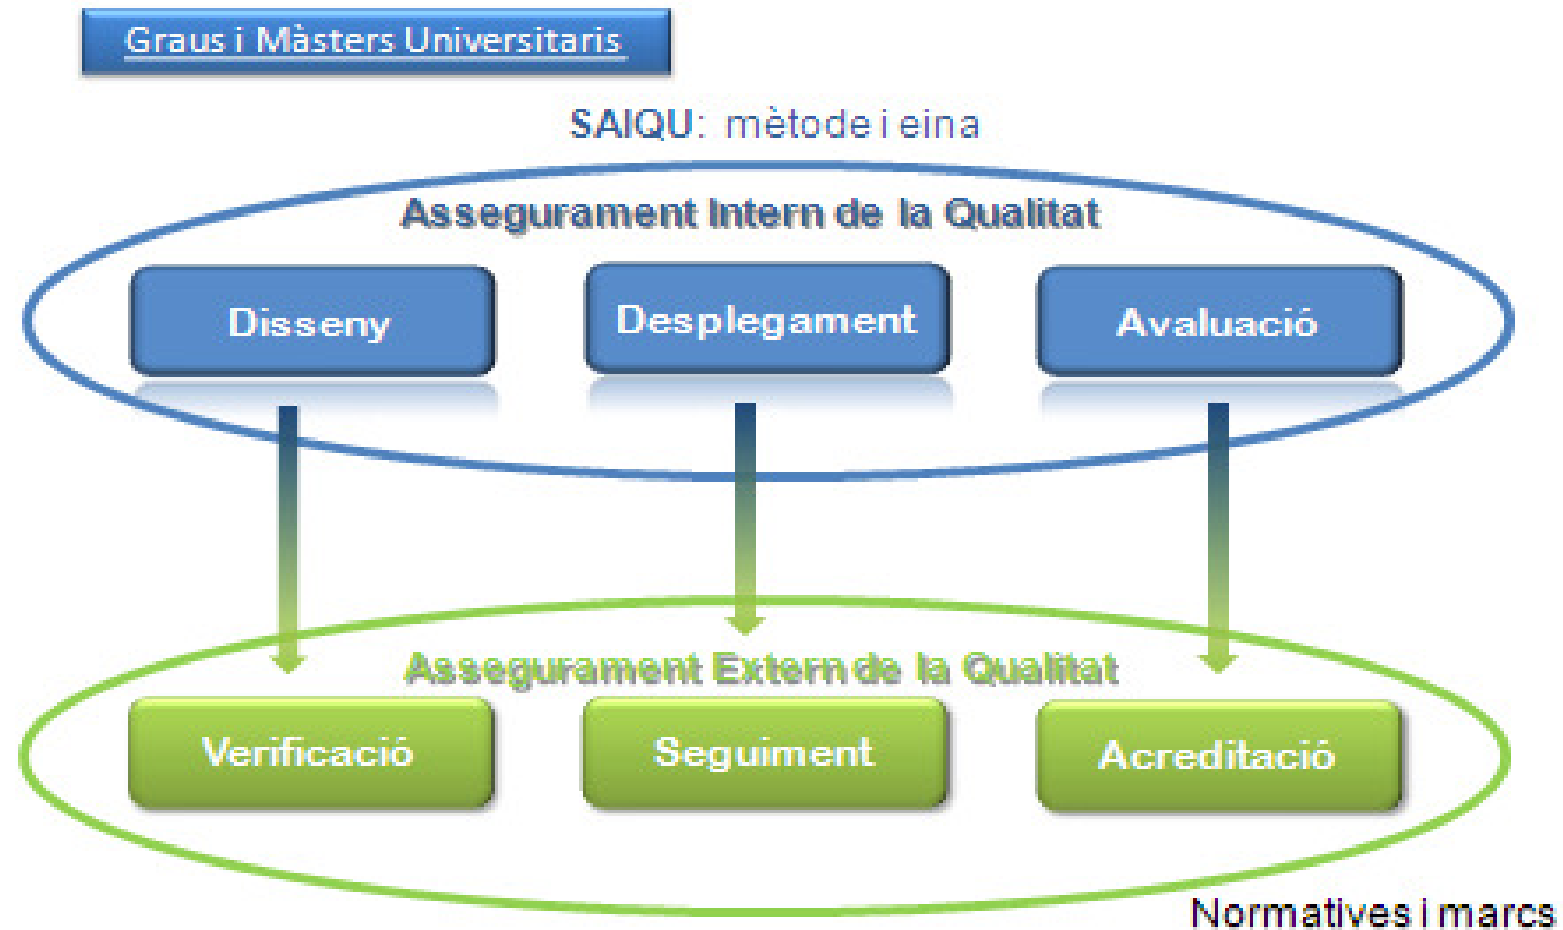 Graus i Màsters Universitaris
SAIQU: mètode i eina
Assegurament Intern de la Qualitat
Disseny
Desplegament
Avaluació
Assegurament Extern de la Qualitat
Verificació
Seguiment
Acreditació
Normatives i marcs